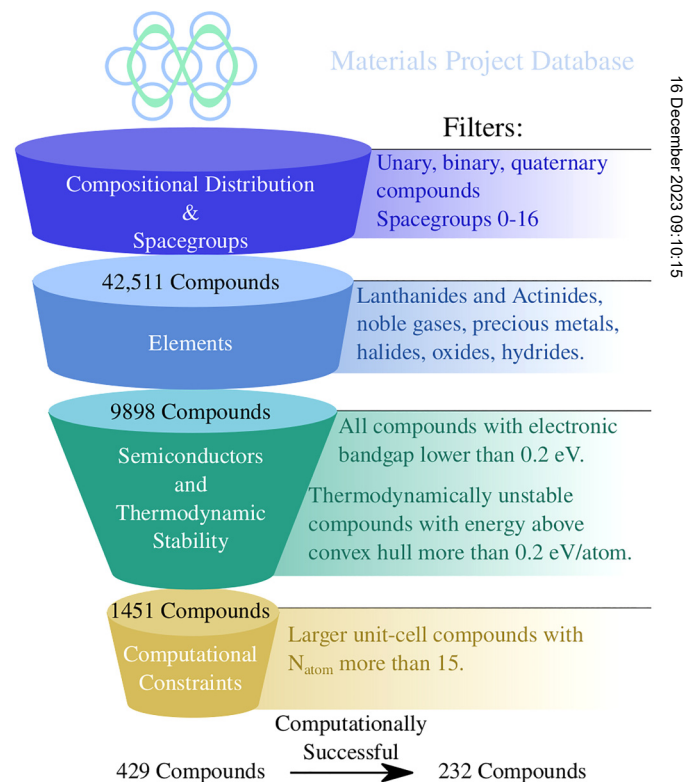 Materials Project Database
16 December 2023 09:10:15
Filters:
Compositional Distribution
&
Spacegroups
Unary, binary, quaternary
compounds
Spacegroups 0-16
42,511 Compounds
Elements
Lanthanides and Actinides,
noble gases, precious metals,
halides, oxides, hydrides.
9898 Compounds
Semiconductors
and
Thermodynamic
Stability
All compounds with electronic
bandgap lower than 0.2 eV.
Thermodynamically unstable
compounds with energy above
convex hull more than 0.2 eV/atom.
1451 Compounds
Computational
Constraints
Larger unit-cell compounds with
Natom more than 15.
Computationally
Successful
429 Compounds 232 Compounds